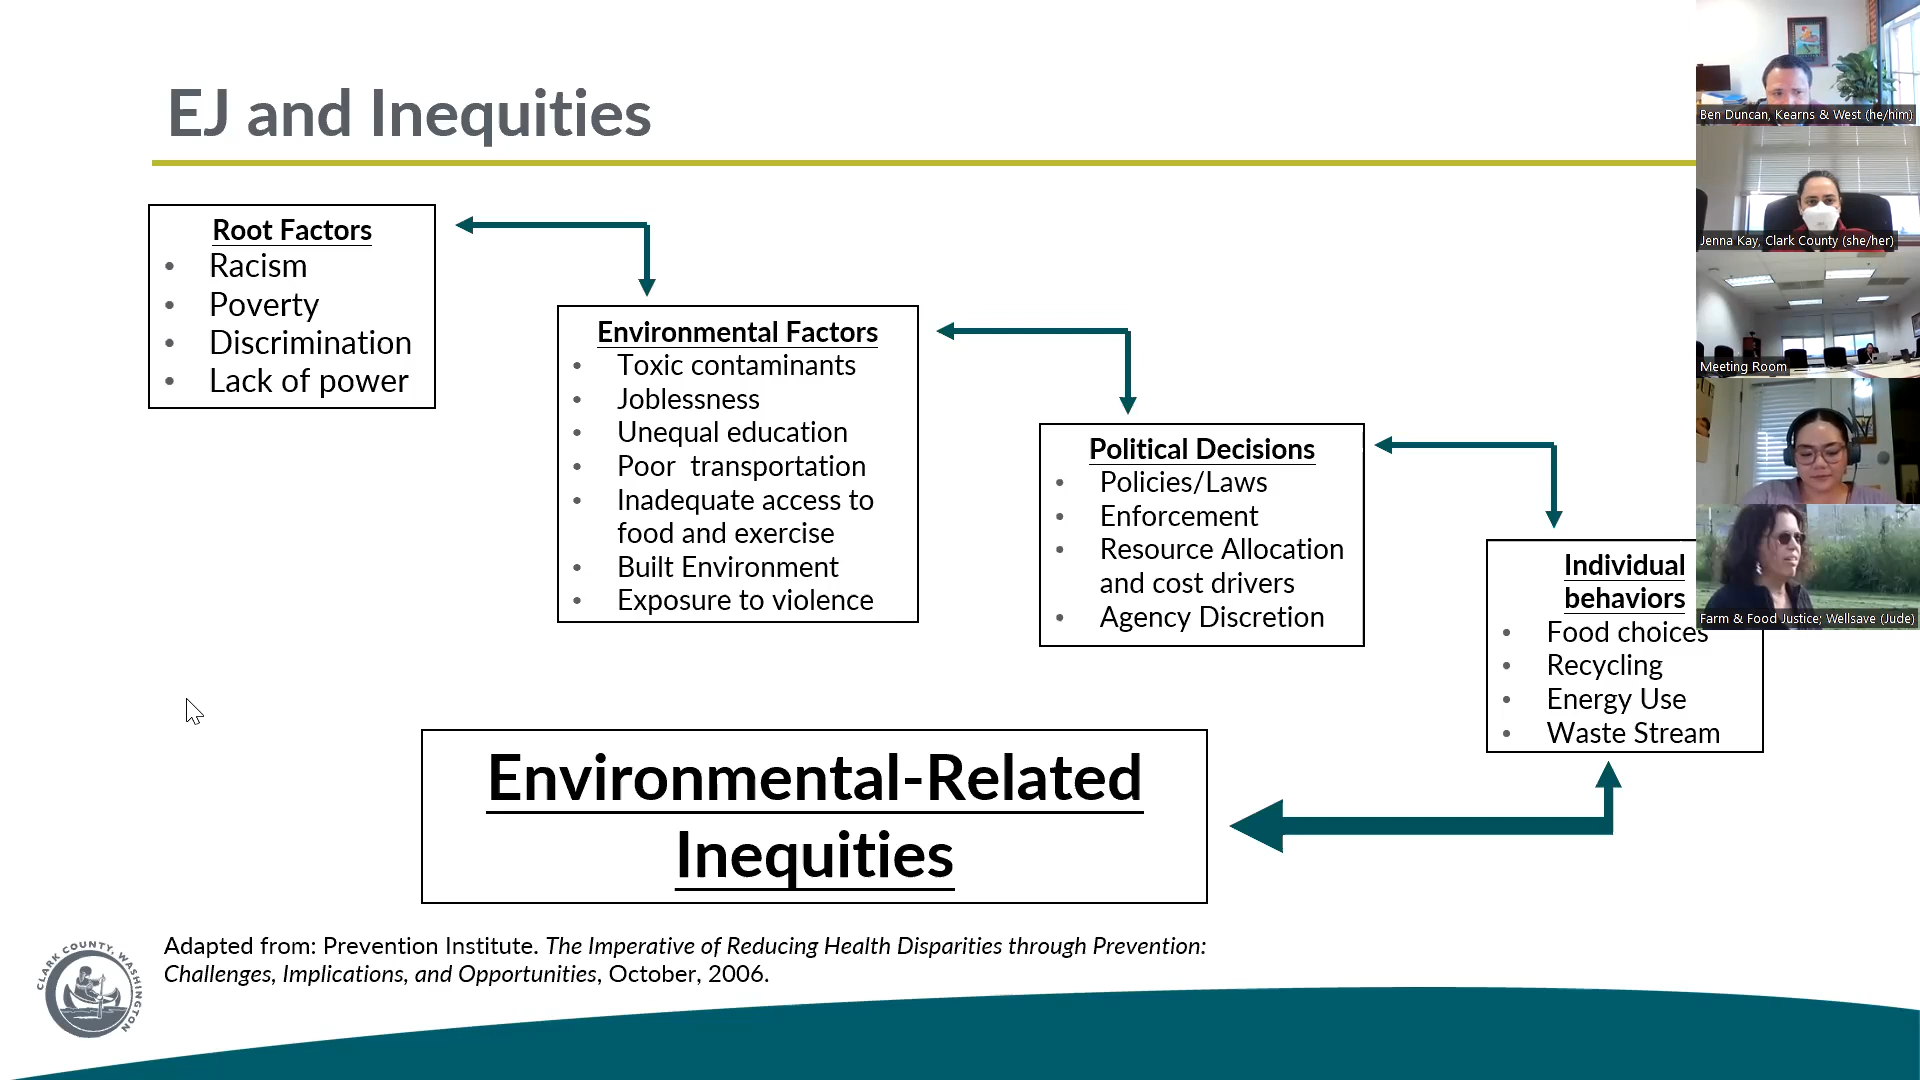 EJ and Inequities
Root Factors
• Racism
• Poverty
• Discrimination
• Lack of power
Environmental Factors
• Toxic contaminants
• Joblessness
• Unequal education
• Poor transportation
• Inadequate access to
food and exercise
• Built Environment
• Exposure to violence
Political Decisions
• Policies/Laws
• Enforcement
• Resource Allocation
and cost drivers
• Agency Discretion
Individual
behaviors
• Food choices
• Recycling
• Energy Use
• Waste Stream
Environmental-Related
Inequities
Adapted from: Prevention Institute. The Imperative of Reducing Health Disparities through Prevention:
Challenges, Implications, and Opportunities, October, 2006.
CLARK COUNTY, WASHINGTON
Ben Duncan, Kearns & West (he/him)
Jenna Kay, Clark County (she/her)
Meeting Room
Farm & Food Justice; Wellsave (Jude)